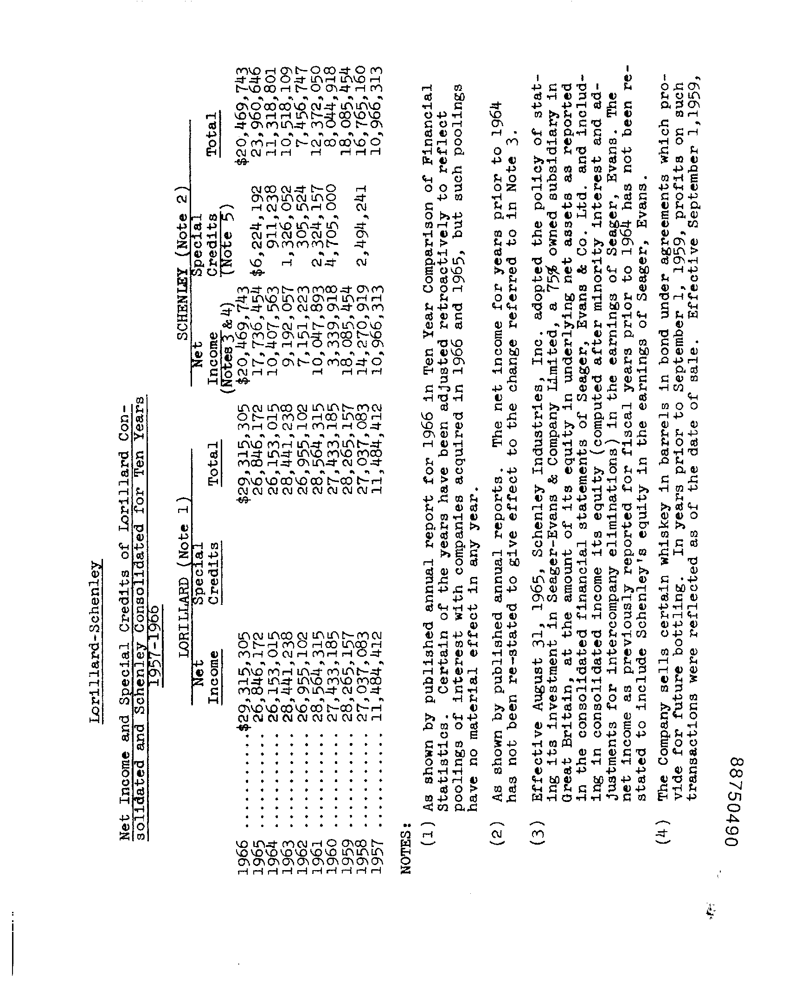 Lorillard-Schenley
Net Income and Special Credits of Lorillard Con-
solidated and Schenley Consolidated for Ten Years
1957-1966
LORILLARD (Note 1) SCHENLEY (Note 2)
Net Special Net Special
Income Credits Total Income Credits Total
(Notes 3 & 4) (Note 5)
1966 ...........$29,315,305 $29,315,305 $20,469,743 $20,469,743
1965 ........... 26,846,172 26,846,172 17,736,454 $6,224,192 23,960,646
1964 ........... 26,153,015 26,153,015 10,407,563 911,238 11,318,801
1963 ........... 28,441,238 28,441,238 9,192,057 1,326,052 10,518,109
1962 ........... 26,955,102 26,955,102 7,151,223 305,524 7,456,747
1961 ........... 28,564,315 28,564,315 10,047,893 2,324,157 12,372,050
1960 ........... 27,433,185 27,433,185 3,339,918 4,705,000 8,044,918
1959 ........... 28,265,157 28,265,157 18,085,454 18,085,454
1958 ........... 27,037,083 27,037,083 14,270,919 2,494,241 16,765,160
1957 ........... 11,484,412 11,484,412 10,966,313 10,966,313
NOTES:
(1) As shown by published annual report for 1966 in Ten Year Comparison of Financial
Statistics. Certain of the years have been adjusted retroactively to reflect
poolings of interest with companies acquired in 1966 and 1965, but such poolings
have no material effect in any year.
(2) As shown by published annual reports. The net income for years prior to 1964
has not been re-stated to give effect to the change referred to in Note 3.
(3) Effective August 31, 1965, Schenley Industries, Inc. adopted the policy of stat-
ing its investment in Seager-Evans & Company Limited, a 75% owned subsidiary in
Great Britain, at the amount of its equity in underlying net assets as reported
in the consolidated financial statements of Seager, Evans & Co. Ltd. and includ-
ing in consolidated income its equity (computed after minority interest and ad-
justments for intercompany eliminations) in the earnings of Seager, Evans. The
net income as previously reported for fiscal years prior to 1964 has not been re-
stated to include Schenley's equity in the earnings of Seager, Evans.
(4) The Company sells certain whiskey in barrels in bond under agreements which pro-
vide for future bottling. In years prior to September 1, 1959, profits on such
transactions were reflected as of the date of sale. Effective September 1,1959,
88750490